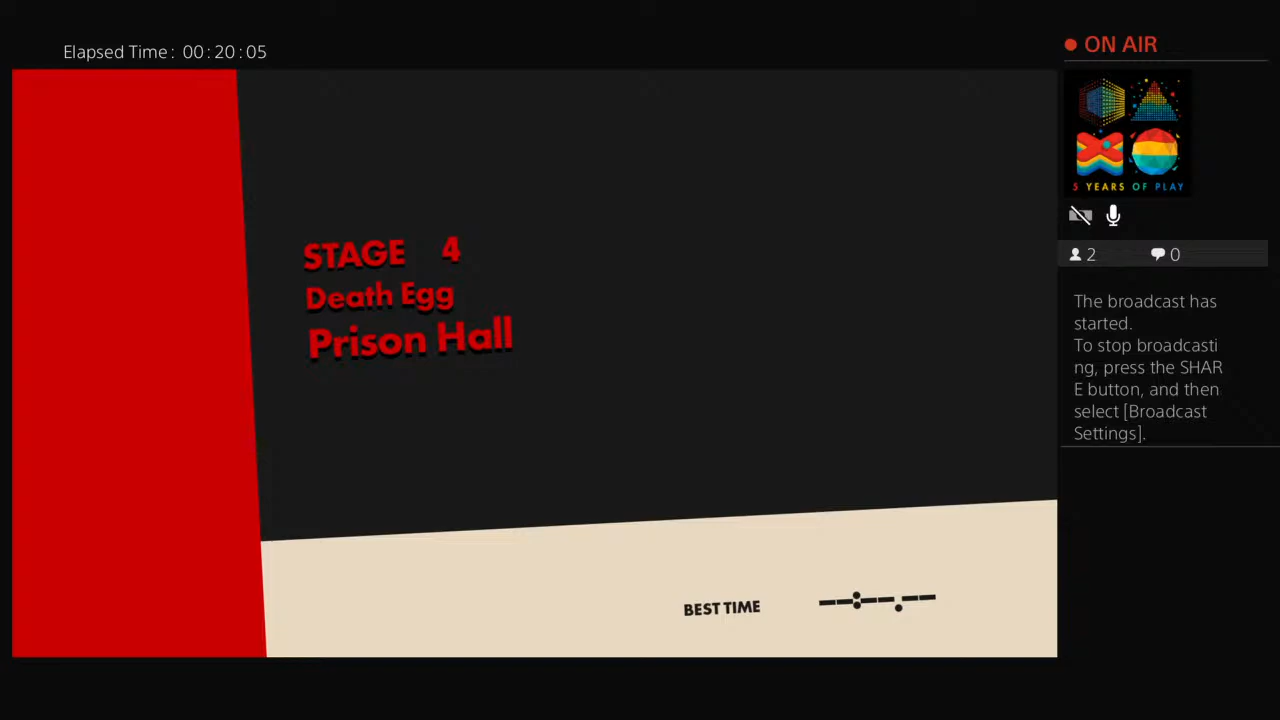 Elapsed Time: 00:20:05
ON AIR
5 YEARS OF PLAY
2
0
The broadcast has
started.
To stop broadcasti
ng, press the SHAR
E button, and then
select [Broadcast
Settings].
STAGE 4
Death Egg
Prison Hall
BEST TIME --:--.--